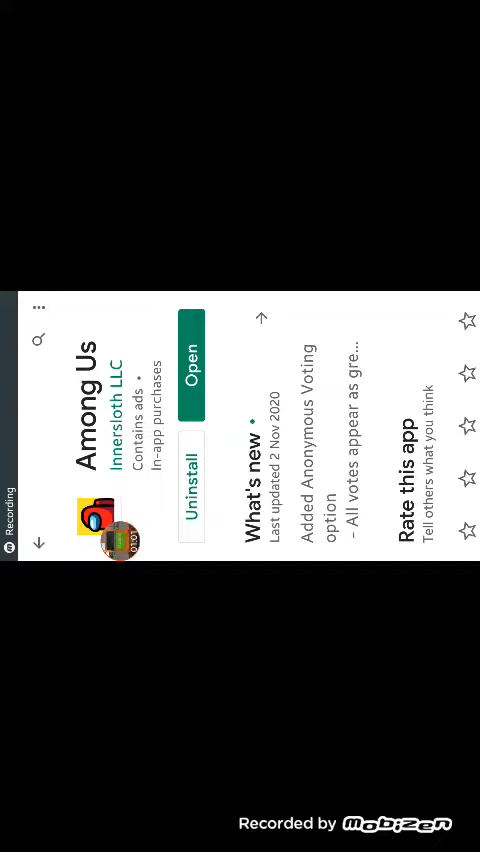 Recording
Among Us
Innersloth LLC
Contains ads •
In-app purchases
01:01
Uninstall
Open
What's new •
Last updated 2 Nov 2020
Added Anonymous Voting
option
- All votes appear as gre...
Rate this app
Tell others what you think
Recorded by Mobizen